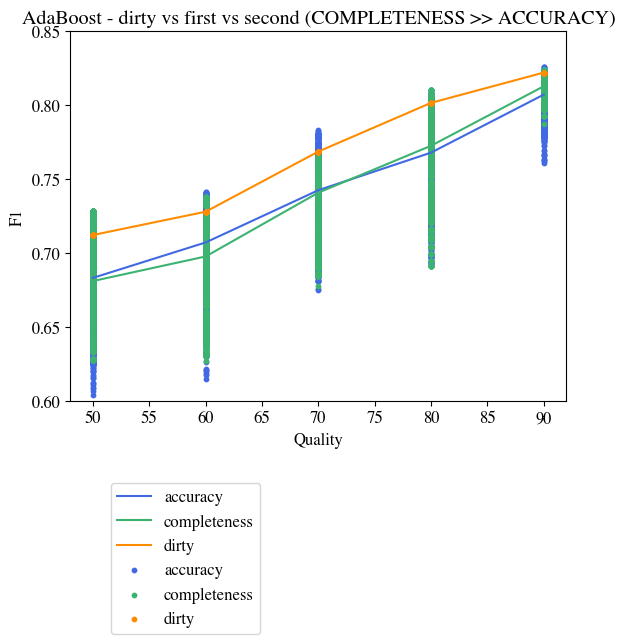 AdaBoost - dirty vs first vs second (COMPLETENESS >> ACCURACY)
0.85
0.80
0.75
0.70
0.65
0.60
F1
50 55 60 65 70 75 80 85 90
Quality
accuracy
completeness
dirty
accuracy
completeness
dirty